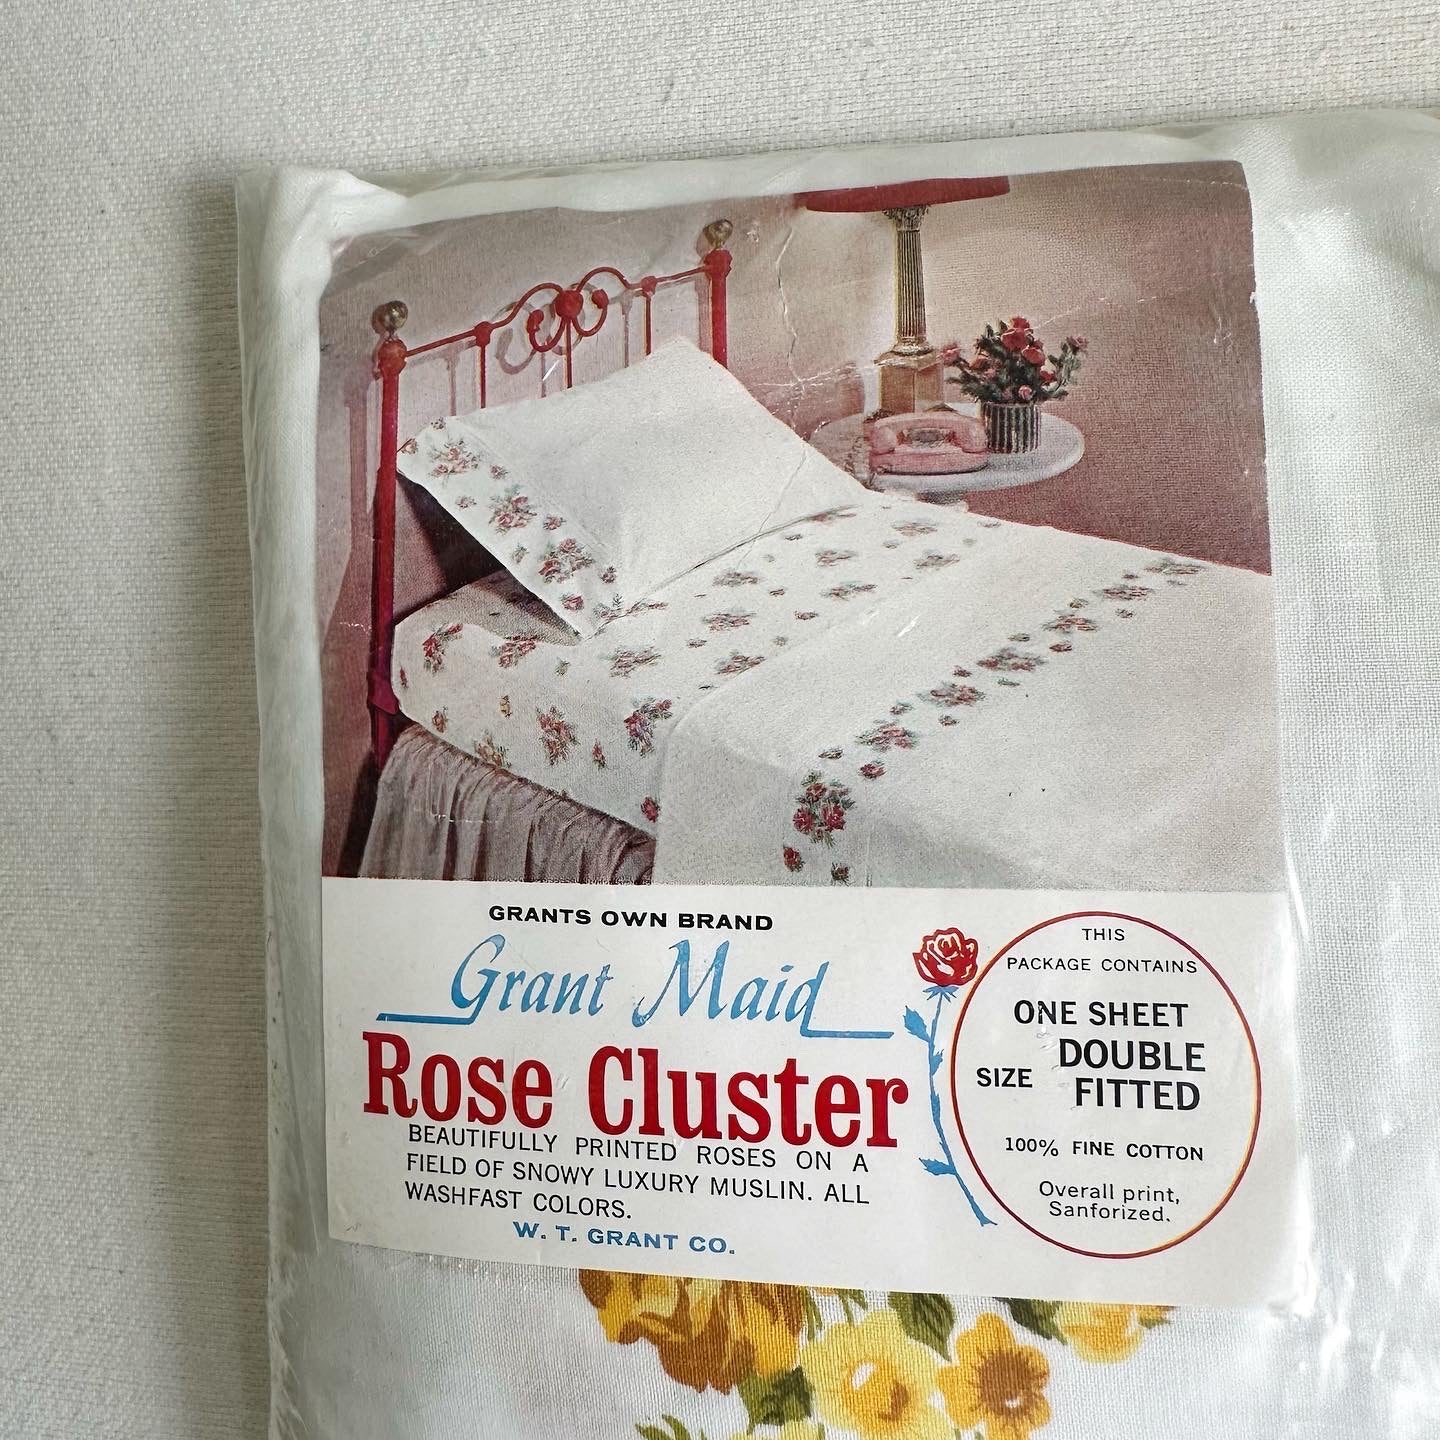 GRANTS OWN BRAND
Grant Maid
Rose Cluster
BEAUTIFULLY PRINTED ROSES ON A
FIELD OF SNOWY LUXURY MUSLIN. ALL
WASHFAST COLORS.
W. T. GRANT CO.
THIS
PACKAGE CONTAINS
ONE SHEET
SIZE DOUBLE
FITTED
100% FINE COTTON
Overall print,
Sanforized.